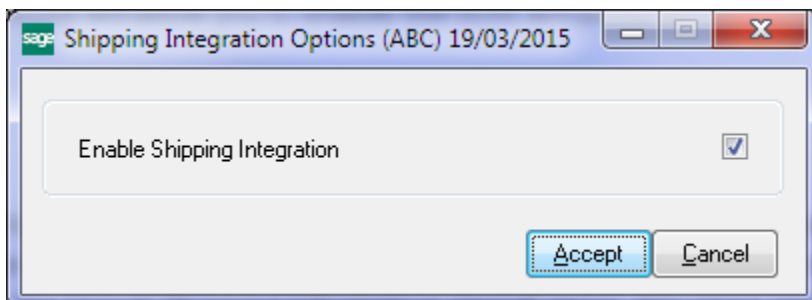 sage Shipping Integration Options (ABC) 19/03/2015
Enable Shipping Integration
Accept Cancel